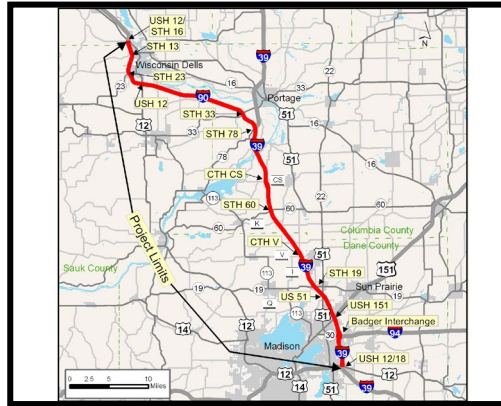 USH 12/
STH 16
STH 13
Wisconsin Dells
STH 23
USH 12
23
12
16
33
90
STH 33
39
Portage
51
33
STH 78
39
16
22
78
CTH CS
CS
51
113
STH 60
60
K
60
Columbia County
Dane County
CTH V
V
I
39
STH 19
151
Sauk County
Project Limits
113
19
19
Sun Prairie
12
US 51
Q
113
51
USH 151
Badger Interchange
14
30
94
Madison
39
USH 12/18
12
14
51
39
12
0 2.5 5 10
Miles
N